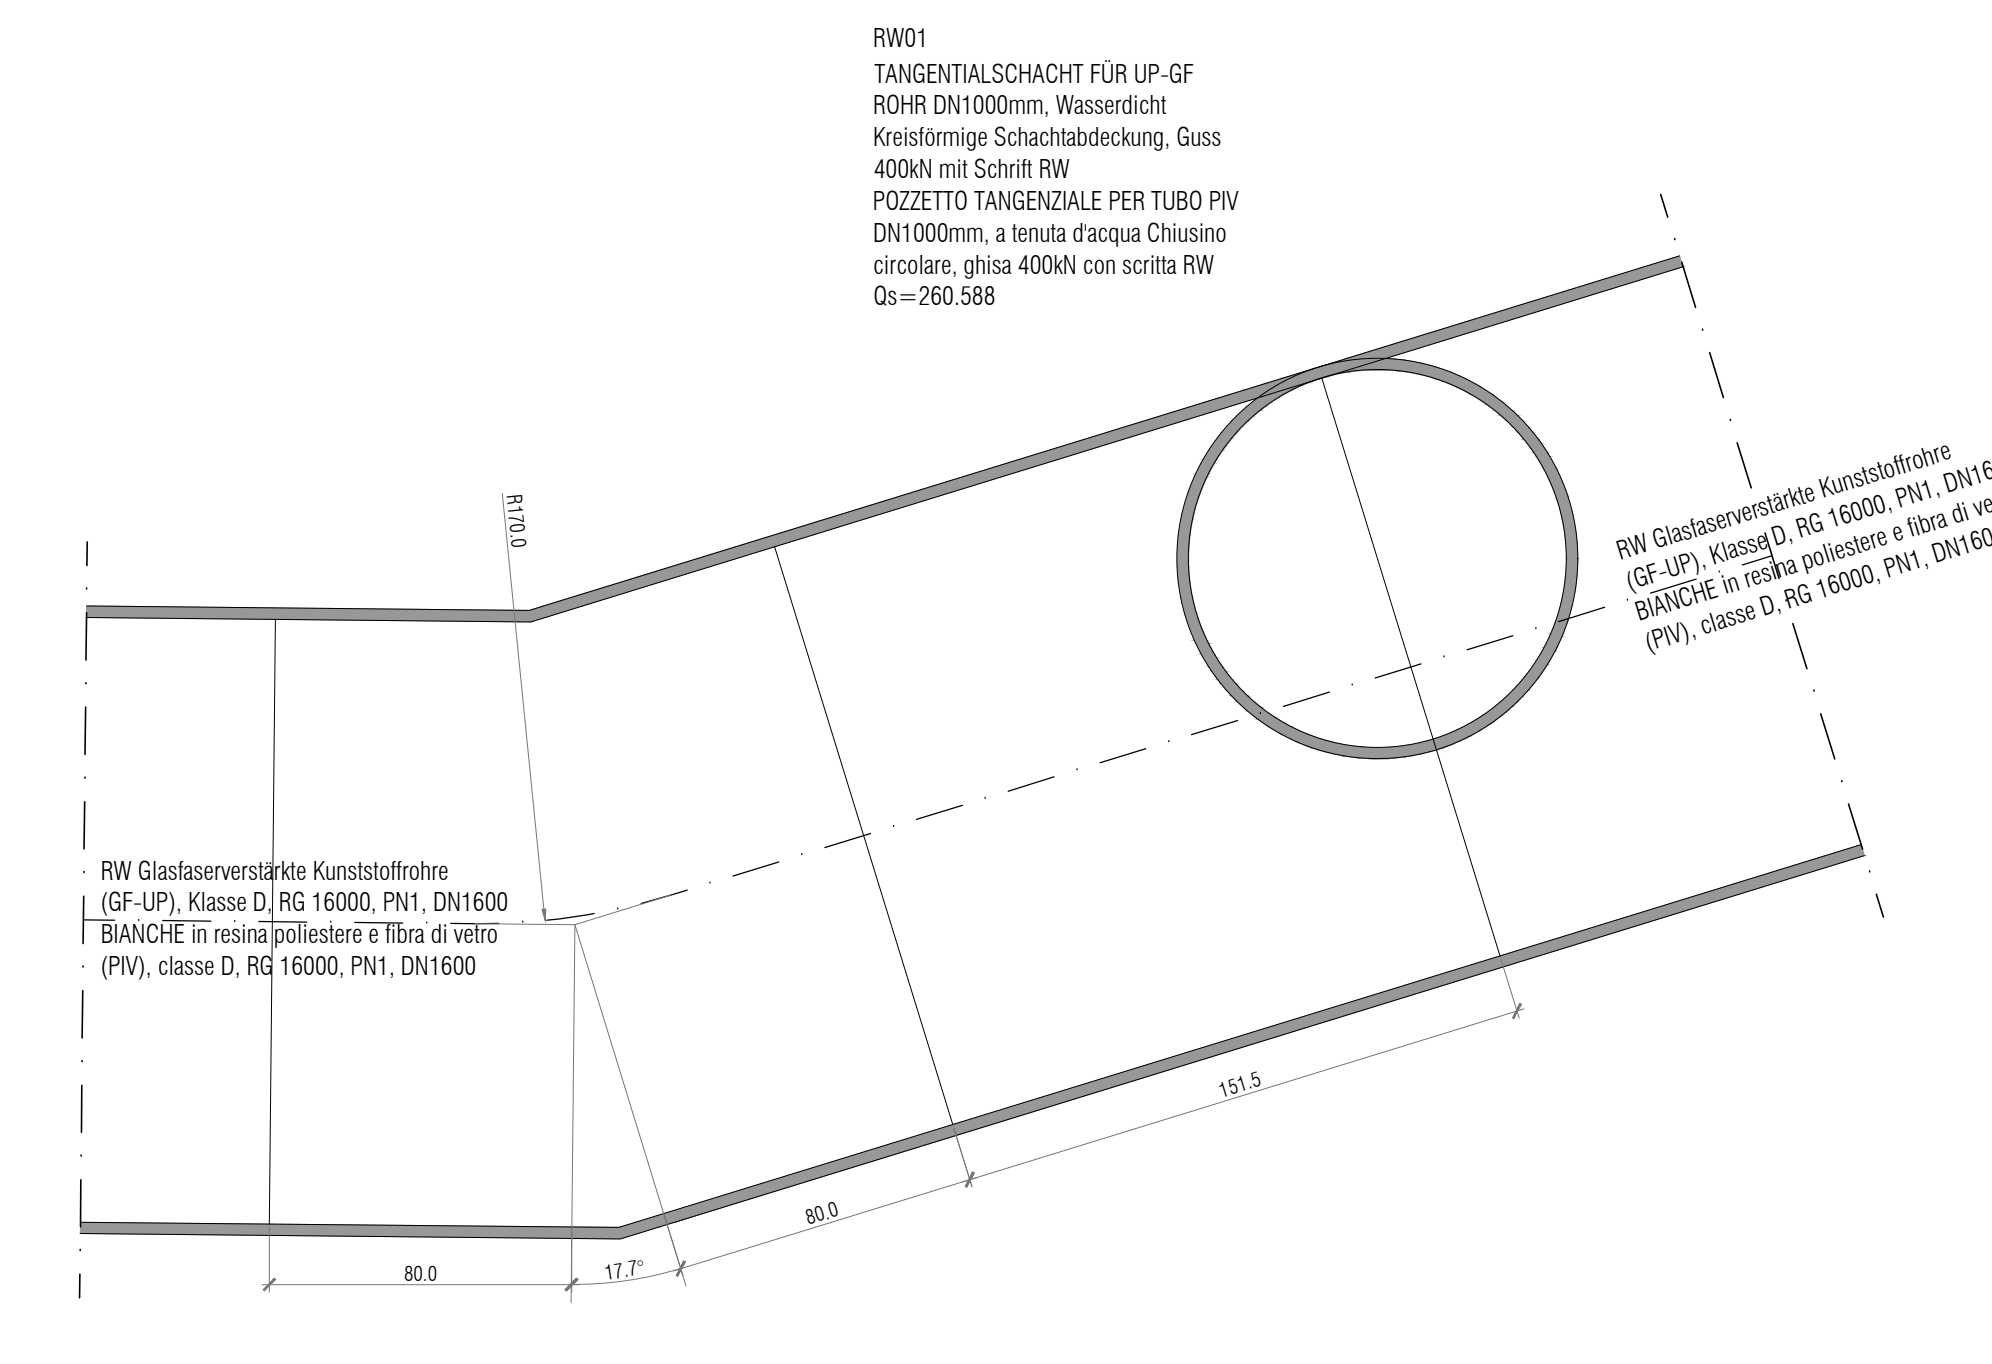 RW01
TANGENTIALSCHACHT FÜR UP-GF
ROHR DN1000mm, Wasserdicht
Kreisförmige Schachtabdeckung, Guss
400kN mit Schrift RW
POZZETTO TANGENZIALE PER TUBO PIV
DN1000mm, a tenuta d'acqua Chiusino
circolare, ghisa 400kN con scritta RW
Qs=260.588
R170.0
RW Glasfaserverstärkte Kunststoffrohre
(GF-UP), Klasse D, RG 16000, PN1, DN16
BIANCHE in resina poliestere e fibra di ve
(PIV), classe D, RG 16000, PN1, DN160
RW Glasfaserverstärkte Kunststoffrohre
(GF-UP), Klasse D, RG 16000, PN1, DN1600
BIANCHE in resina poliestere e fibra di vetro
(PIV), classe D, RG 16000, PN1, DN1600
151.5
80.0
80.0
17.7°